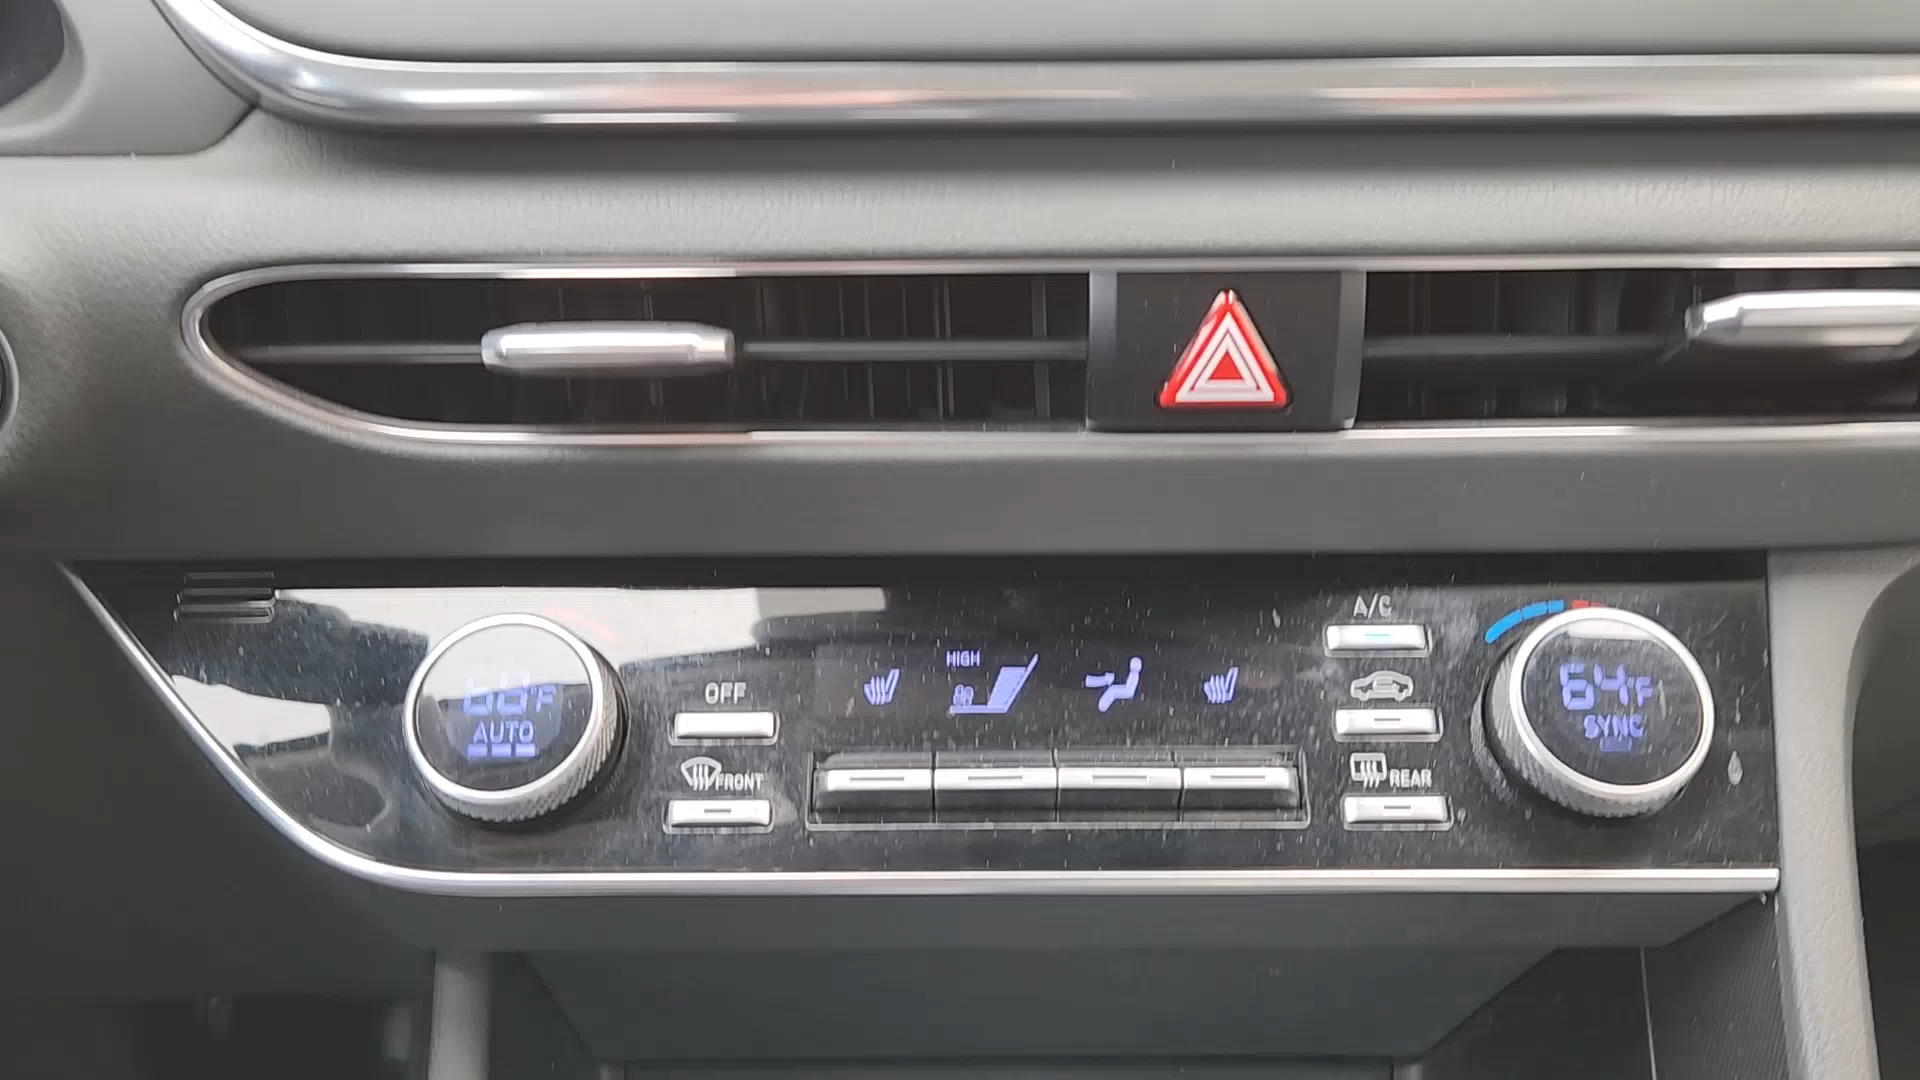 A/C
HIGH
OFF
68°F
AUTO
64°F
SYNC
FRONT
REAR